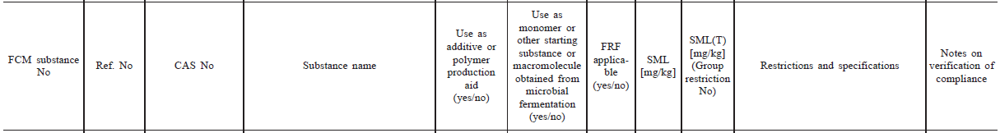 FCM substance
No
Ref. No
CAS No
Substance name
Use as
additive or
polymer
production
aid
(yes/no)
Use as
monomer or
other starting
substance or
macromolecule
obtained from
microbial
fermentation
(yes/no)
FRF
applica-
ble
(yes/no)
SML
[mg/kg]
SML(T)
[mg/kg]
(Group
restriction
No)
Restrictions and specifications
Notes on
verification of
compliance